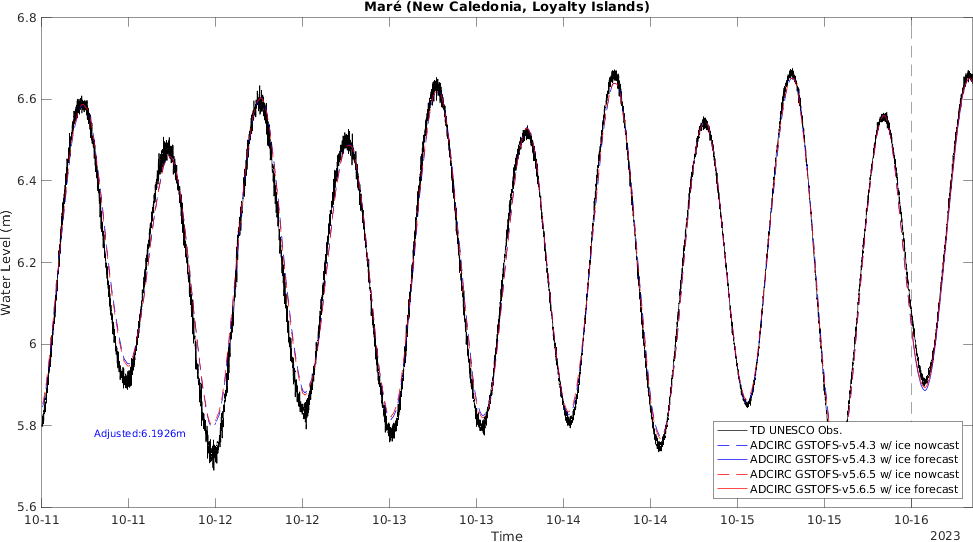 Maré (New Caledonia, Loyalty Islands)
6.8
6.6
6.4
6.2
6
5.8
5.6
Water Level (m)
Adjusted:6.1926m
TD UNESCO Obs.
ADCIRC GSTOFS-v5.4.3 w/ ice nowcast
ADCIRC GSTOFS-v5.4.3 w/ ice forecast
ADCIRC GSTOFS-v5.6.5 w/ ice nowcast
ADCIRC GSTOFS-v5.6.5 w/ ice forecast
10-11 10-11 10-12 10-12 10-13 10-13 10-14 10-14 10-15 10-15 10-16
Time
2023